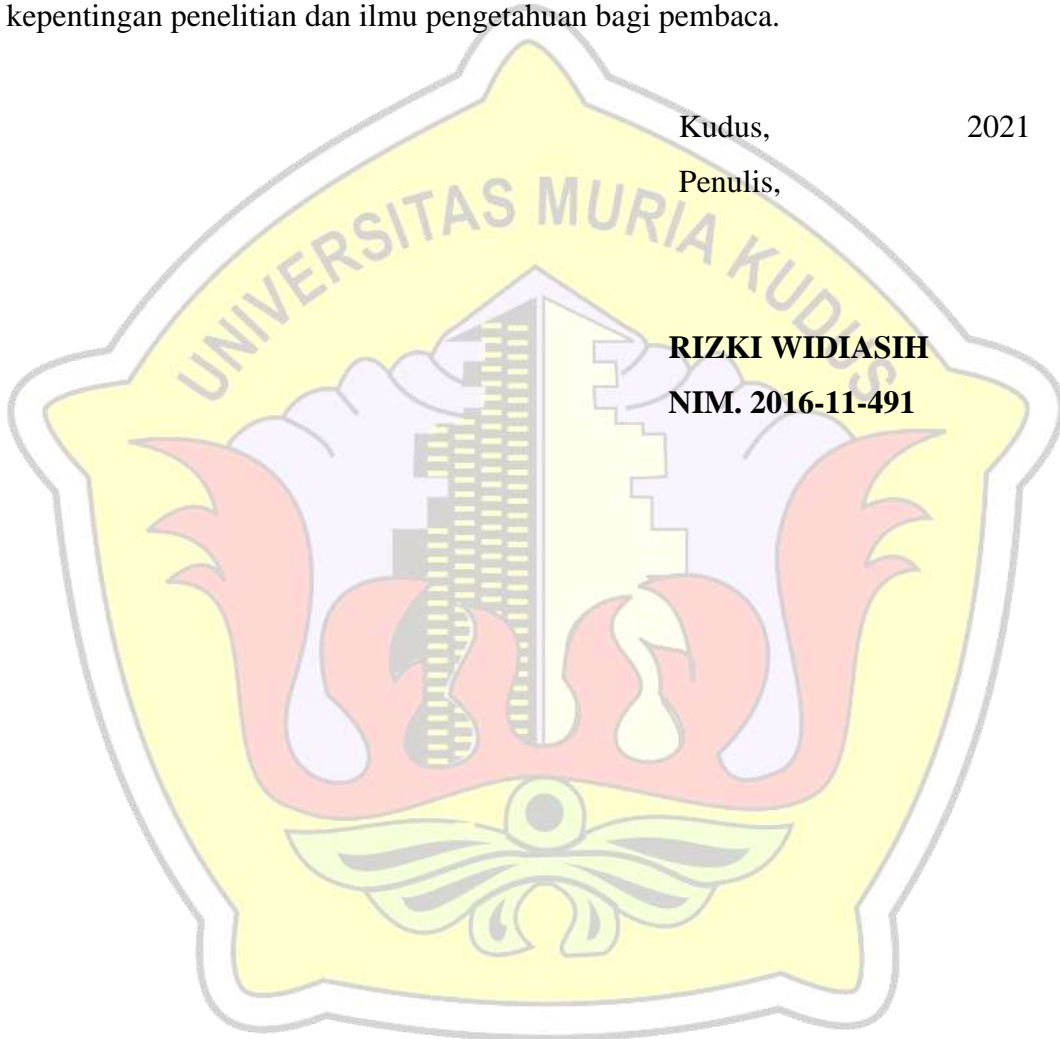 kepentingan penelitian dan ilmu pengetahuan bagi pembaca.
Kudus, 2021
Penulis,
UNIVERSITAS MURIA KUDUS
RIZKI WIDIASIH
NIM. 2016-11-491